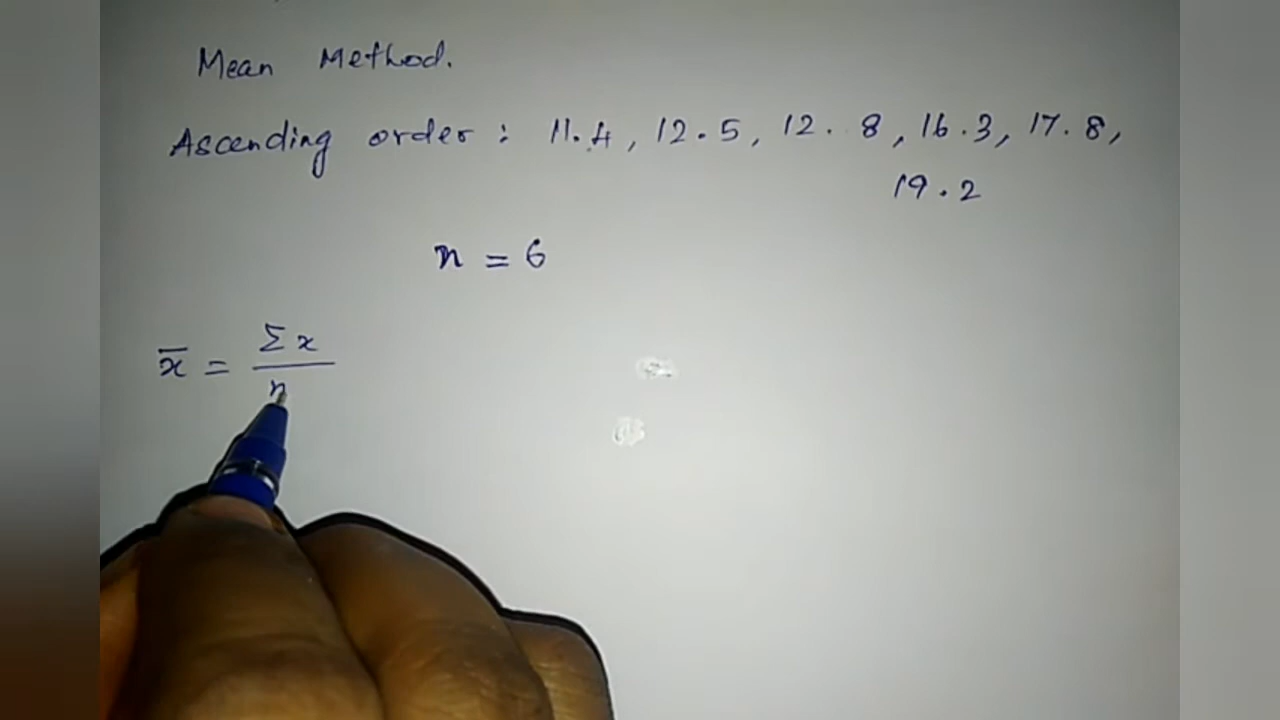 Mean Method.
Ascending order : 11.4, 12.5, 12.8, 16.3, 17.8,
19.2
n = 6
x̄ = Σx
n